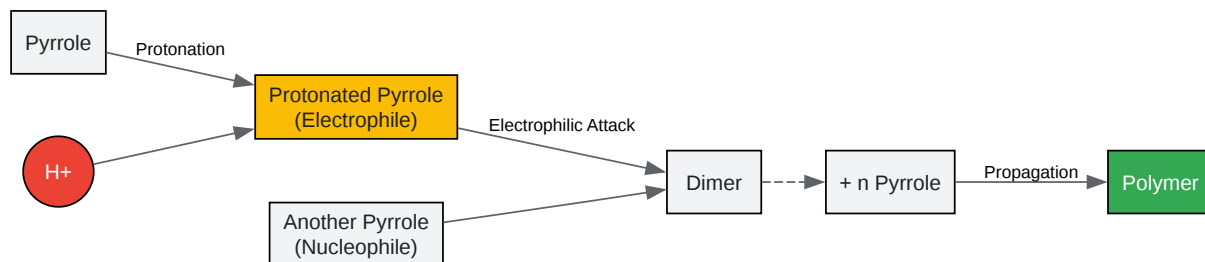 Pyrrole
Protonation
H+
Protonated Pyrrole
(Electrophile)
Electrophilic Attack
Another Pyrrole
(Nucleophile)
Dimer
+ n Pyrrole
Propagation
Polymer